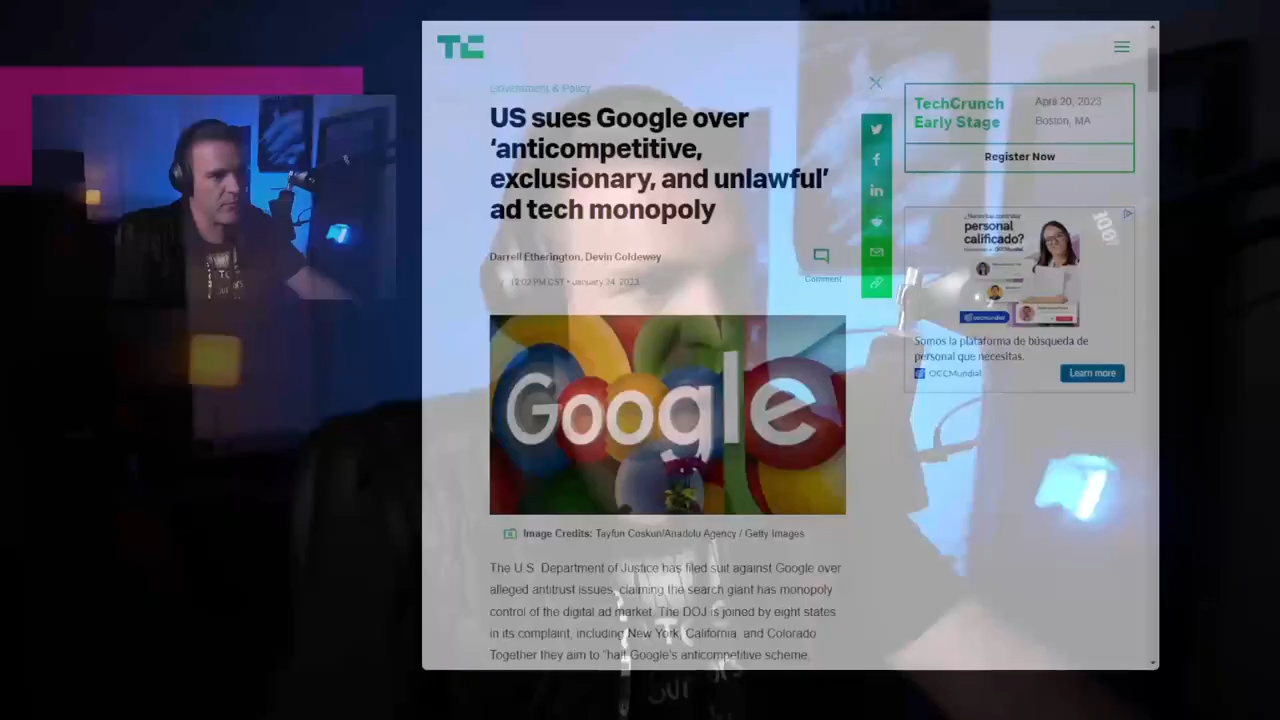 TC
Government & Policy
US sues Google over
‘anticompetitive,
exclusionary, and unlawful’
ad tech monopoly
Darrell Etherington, Devin Coldewey
12:02 PM CST • January 24, 2023
Comment
Google
Image Credits: Tayfun Coskun/Anadolu Agency / Getty Images
The U.S. Department of Justice has filed suit against Google over
alleged antitrust issues, claiming the search giant has monopoly
control of the digital ad market. The DOJ is joined by eight states
in its complaint, including New York, California, and Colorado
Together they aim to “halt Google’s anticompetitive scheme,
TechCrunch
Early Stage
April 20, 2023
Boston, MA
Register Now
¿Necesitas contratar
personal
calificado?
OCCMundial
Somos la plataforma de búsqueda de
personal que necesitas.
OCCMundial
Learn more